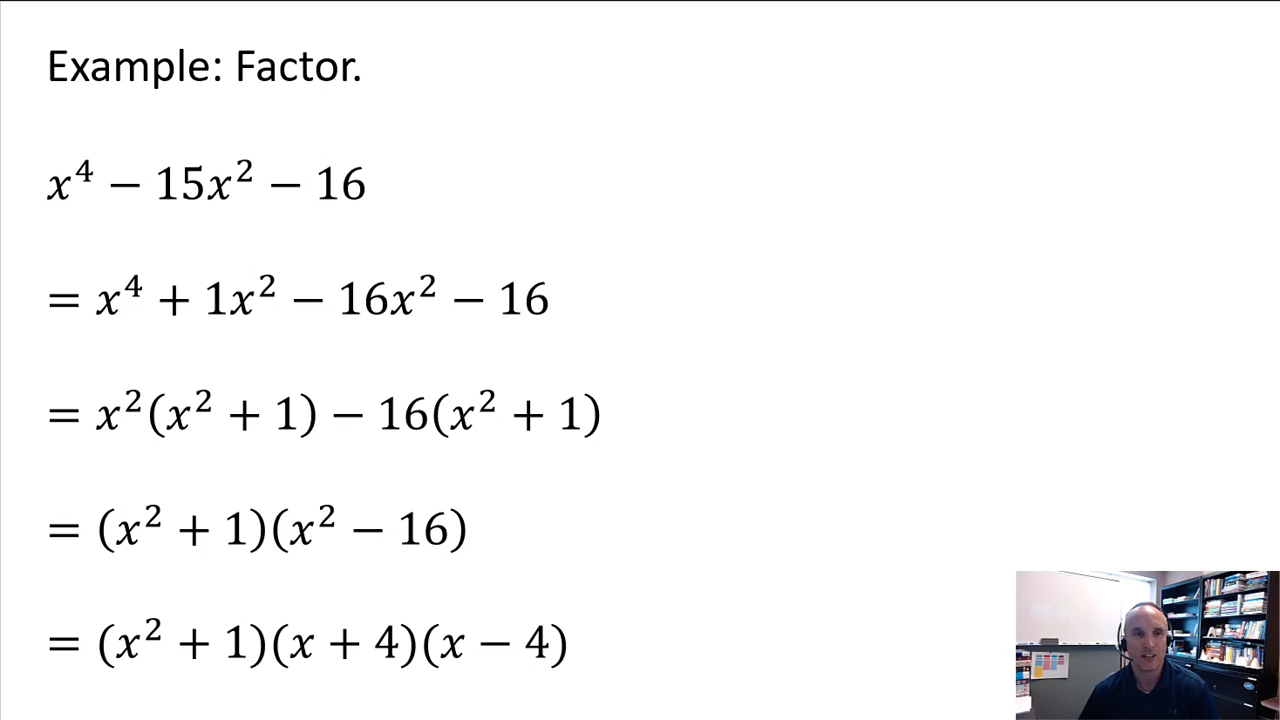 Example: Factor.
x⁴ − 15x² − 16
= x⁴ + 1x² − 16x² − 16
= x²(x² + 1) − 16(x² + 1)
= (x² + 1)(x² − 16)
= (x² + 1)(x + 4)(x − 4)